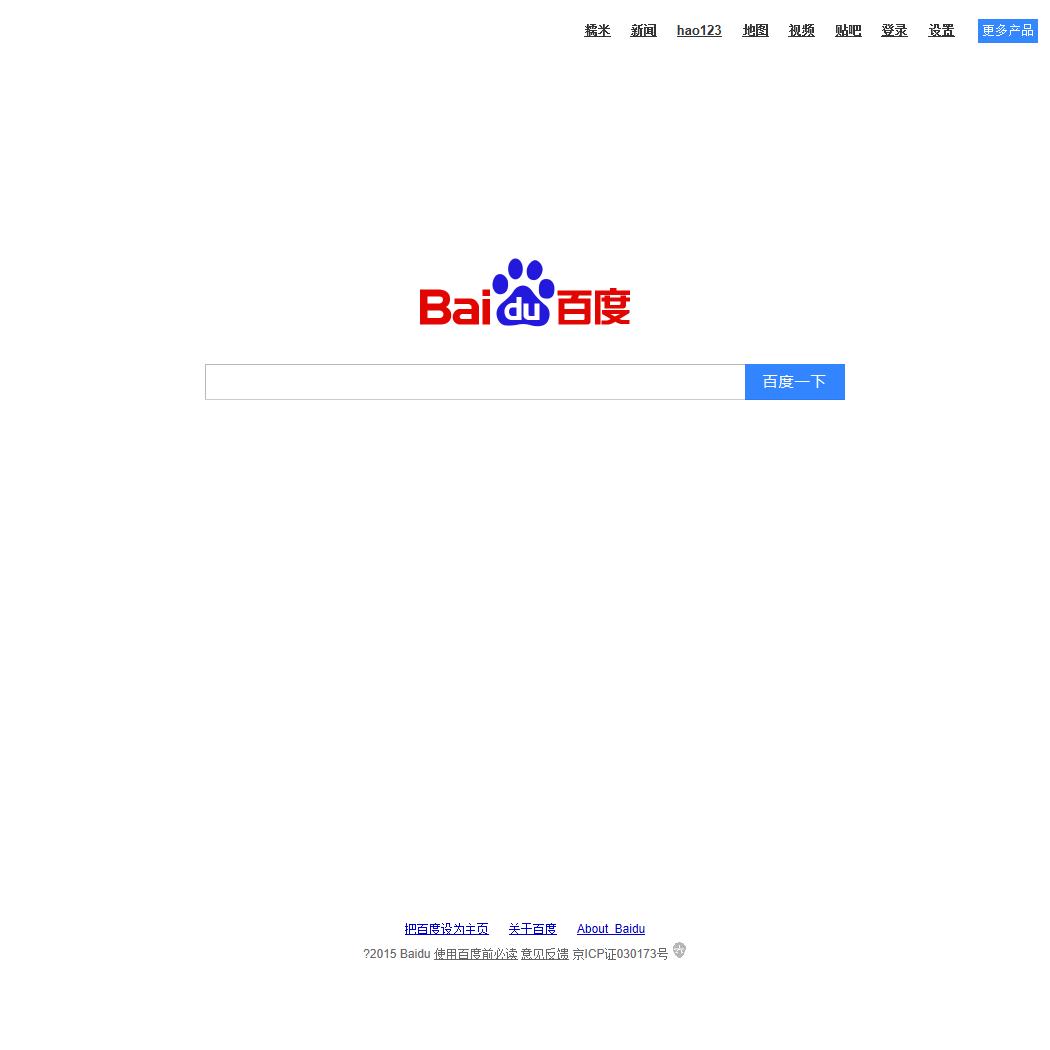 糯米 新闻 hao123 地图 视频 贴吧 登录 设置 更多产品
Bai du 百度
百度一下
把百度设为主页 关于百度 About Baidu
?2015 Baidu 使用百度前必读 意见反馈 京ICP证030173号